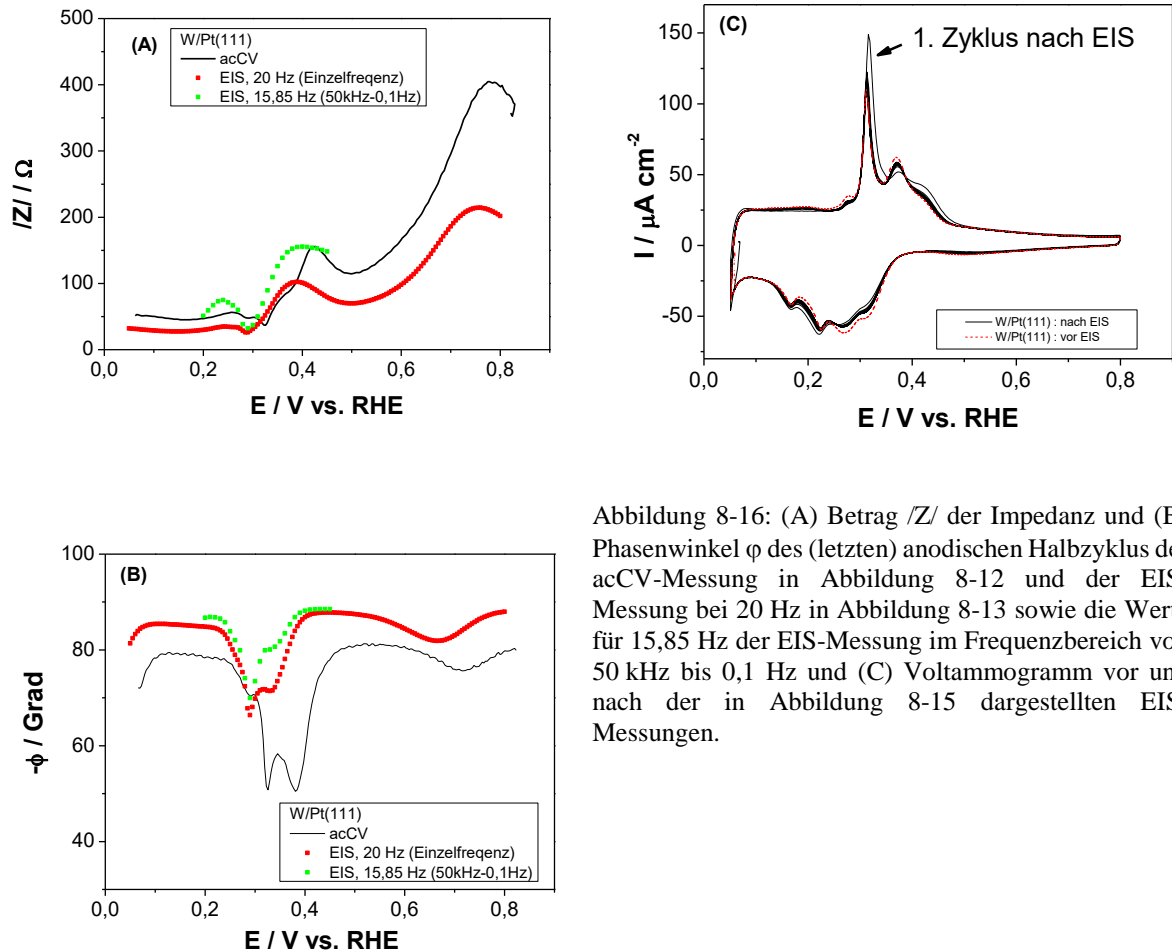 (A)
W/Pt(111)
acCV
EIS, 20 Hz (Einzelfreqenz)
EIS, 15,85 Hz (50kHz-0,1Hz)
500
400
300
200
100
0
/Z/ / Ω
0,0 0,2 0,4 0,6 0,8
E / V vs. RHE
(C)
1. Zyklus nach EIS
150
100
50
0
-50
I / µA cm-2
W/Pt(111) : nach EIS
W/Pt(111) : vor EIS
0,0 0,2 0,4 0,6 0,8
E / V vs. RHE
(B)
100
80
60
40
-ϕ / Grad
W/Pt(111)
acCV
EIS, 20 Hz (Einzelfreqenz)
EIS, 15,85 Hz (50kHz-0,1Hz)
0,0 0,2 0,4 0,6 0,8
E / V vs. RHE
Abbildung 8-16: (A) Betrag /Z/ der Impedanz und
Phasenwinkel φ des (letzten) anodischen Halbzyklus
acCV-Messung in Abbildung 8-12 und der EIS
Messung bei 20 Hz in Abbildung 8-13 sowie die Wert
für 15,85 Hz der EIS-Messung im Frequenzbereich
50 kHz bis 0,1 Hz und (C) Voltammogramm vor
nach der in Abbildung 8-15 dargestellten EIS
Messungen.